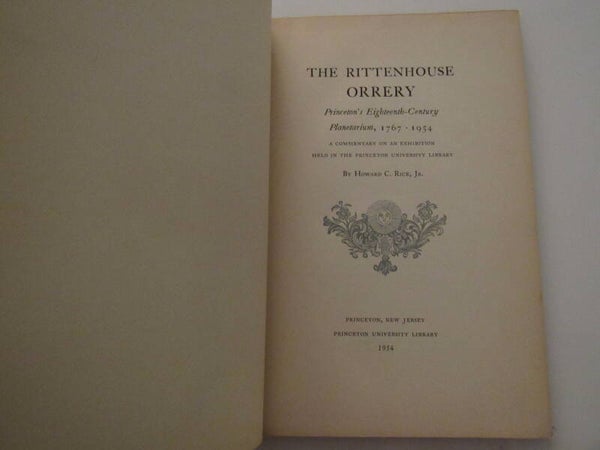 THE RITTENHOUSE
ORRERY
Princeton's Eighteenth-Century
Planetarium, 1767 · 1954
A COMMENTARY ON AN EXHIBITION
HELD IN THE PRINCETON UNIVERSITY LIBRARY
By Howard C. Rice, Jr.
PRINCETON, NEW JERSEY
PRINCETON UNIVERSITY LIBRARY
1954